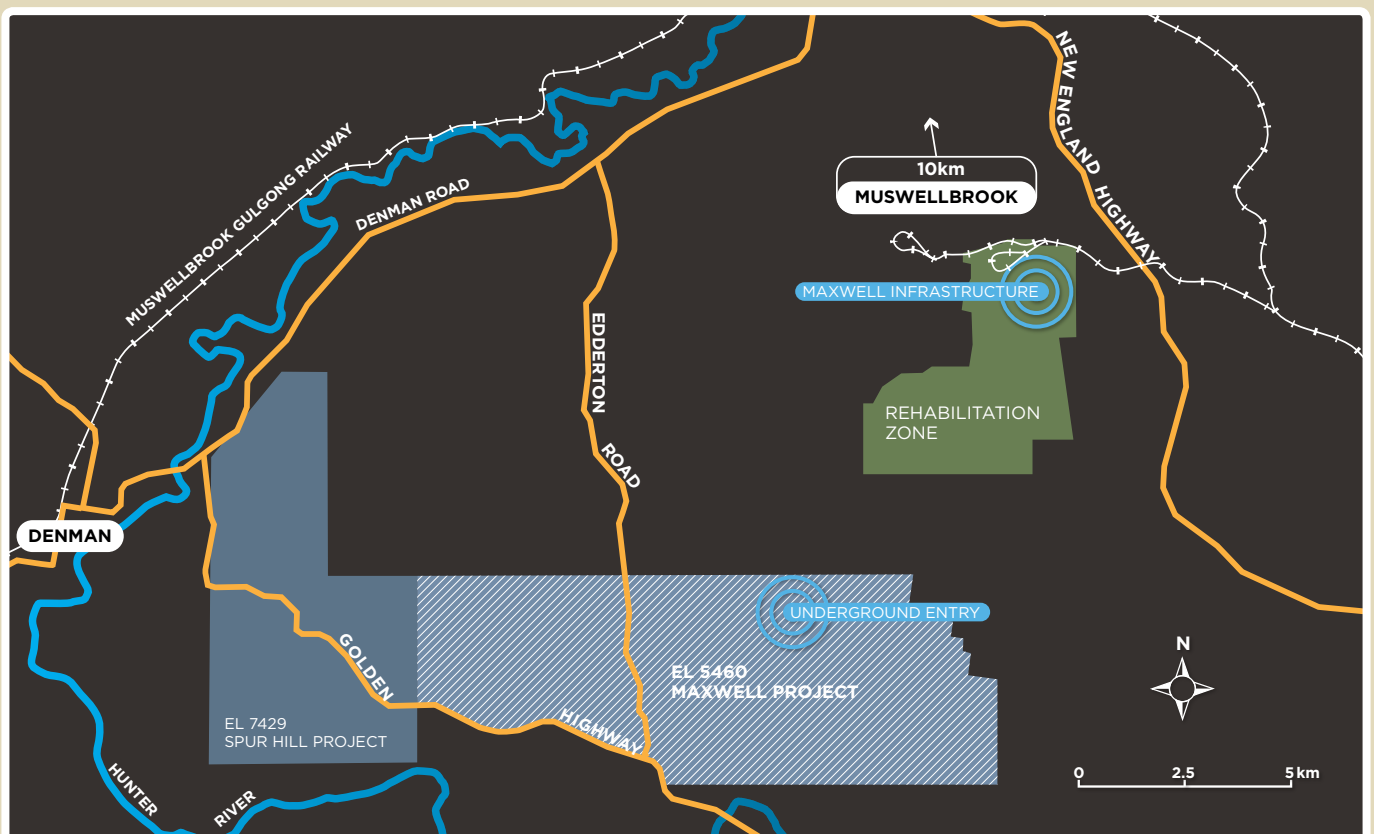 NEW ENGLAND HIGHWAY
MUSWELLBROOK GULGONG RAILWAY
10km
MUSWELLBROOK
DENMAN ROAD
MAXWELL INFRASTRUCTURE
EDDERTON ROAD
REHABILITATION
ZONE
DENMAN
UNDERGROUND ENTRY
GOLDEN HIGHWAY
EL 5460
MAXWELL PROJECT
EL 7429
SPUR HILL PROJECT
N
0 2.5 5 km
HUNTER RIVER